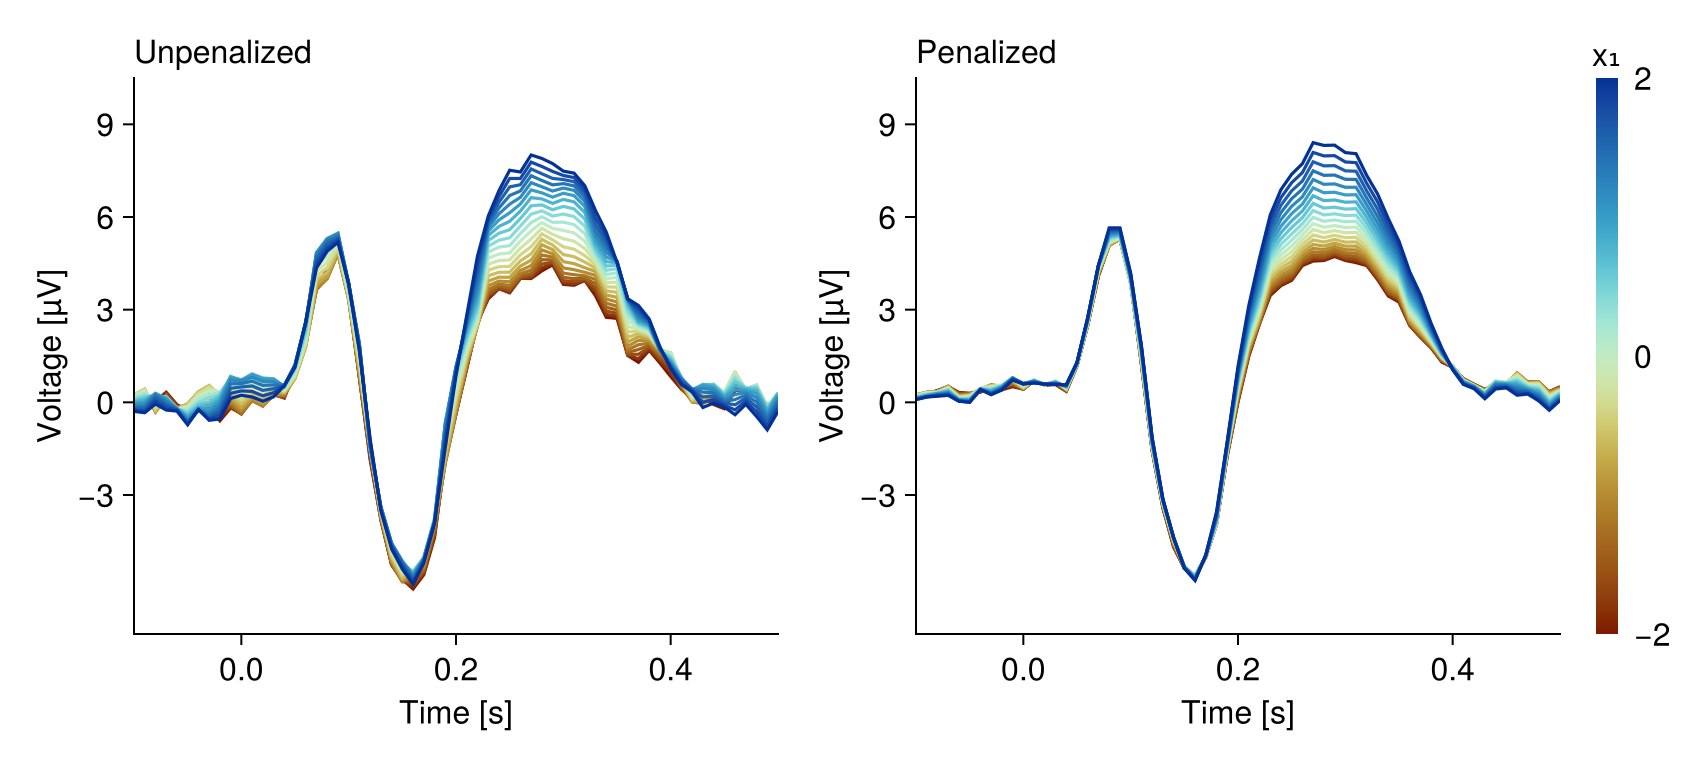 Unpenalized
9
6
3
0
−3
Voltage [µV]
0.0
0.2
0.4
Time [s]
Penalized
9
6
3
0
−3
Voltage [µV]
0.0
0.2
0.4
Time [s]
x₁
2
0
−2